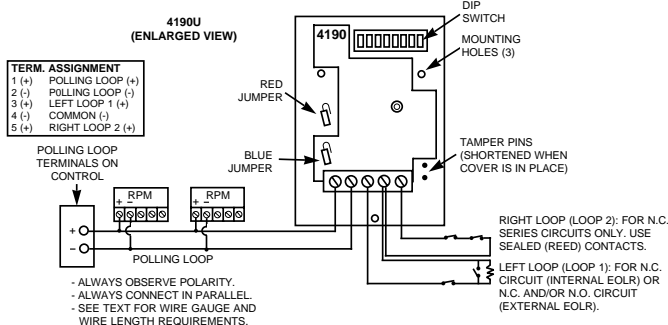 4190U
(ENLARGED VIEW)
4190
DIP
SWITCH
MOUNTING
HOLES (3)
TERM. ASSIGNMENT
1 (+) POLLING LOOP (+)
2 (-) P0LLING LOOP (-)
3 (+) LEFT LOOP 1 (+)
4 (-) COMMON (-)
5 (+) RIGHT LOOP 2 (+)
RED
JUMPER
BLUE
JUMPER
TAMPER PINS
(SHORTENED WHEN
COVER IS IN PLACE)
POLLING LOOP
TERMINALS ON
CONTROL
RPM
+ −
RPM
+ −
+
−
POLLING LOOP
- ALWAYS OBSERVE POLARITY.
- ALWAYS CONNECT IN PARALLEL.
- SEE TEXT FOR WIRE GAUGE AND
WIRE LENGTH REQUIREMENTS.
RIGHT LOOP (LOOP 2): FOR N.C.
SERIES CIRCUITS ONLY. USE
SEALED (REED) CONTACTS.
LEFT LOOP (LOOP 1): FOR N.C.
CIRCUIT (INTERNAL EOLR) OR
N.C. AND/OR N.O. CIRCUIT
(EXTERNAL EOLR).